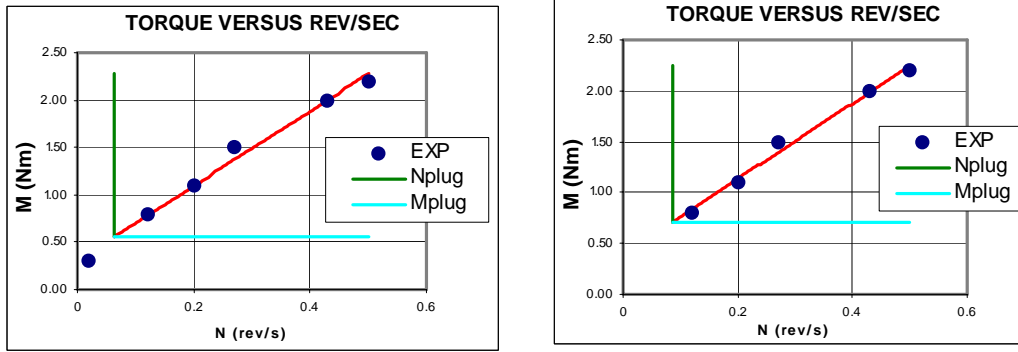 TORQUE VERSUS REV/SEC
2.50
2.00
1.50
1.00
0.50
0.00
M (Nm)
EXP
Nplug
Mplug
0 0.2 0.4 0.6
N (rev/s)
TORQUE VERSUS REV/SEC
2.50
2.00
1.50
1.00
0.50
0.00
M (Nm)
EXP
Nplug
Mplug
0 0.2 0.4 0.6
N (rev/s)